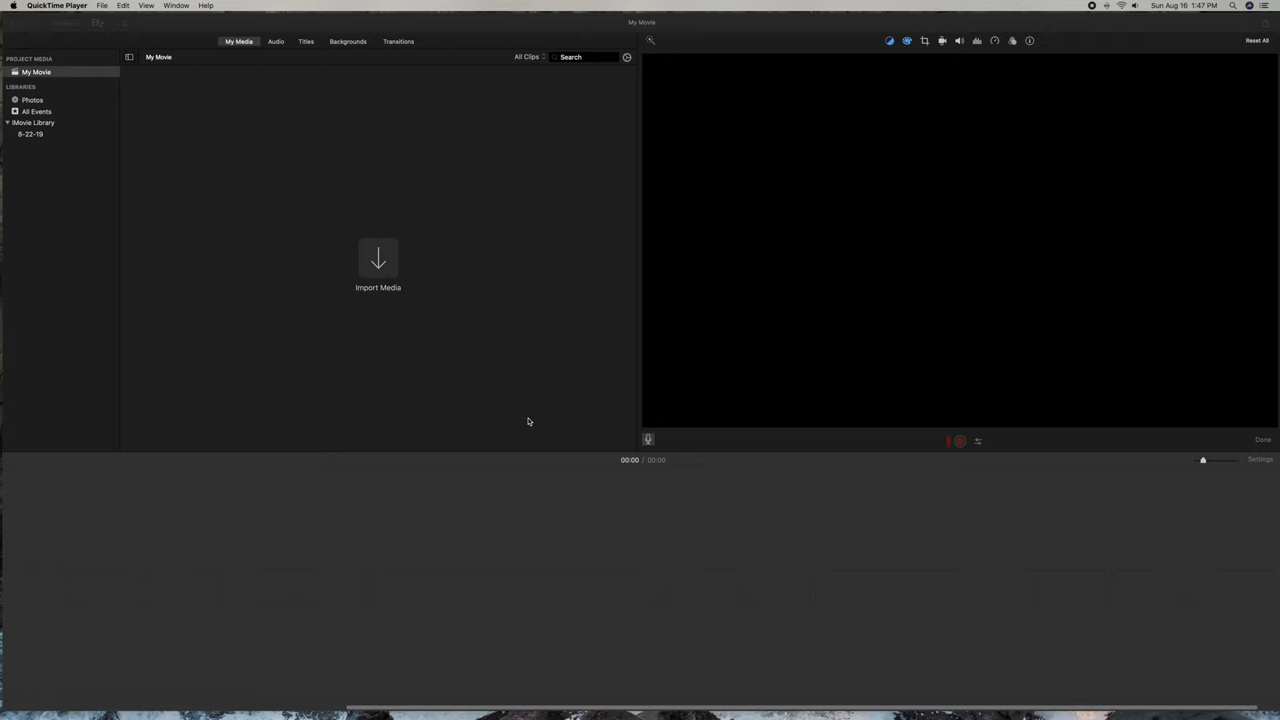 QuickTime Player File Edit View Window Help Sun Aug 16 1:47 PM
My Movie
My Media Audio Titles Backgrounds Transitions Reset All
PROJECT MEDIA
My Movie
LIBRARIES
Photos
All Events
iMovie Library
8-22-19
My Movie All Clips Search
Import Media
Done
00:00 / 00:00 Settings